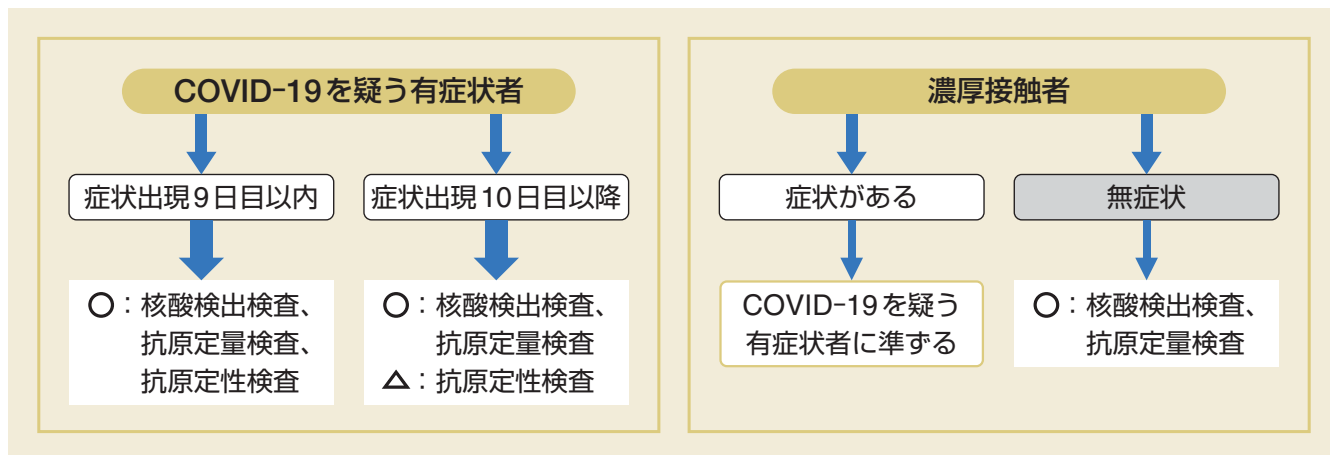 COVID-19を疑う有症状者
症状出現9日目以内
症状出現10日目以降
○：核酸検出検査、
抗原定量検査、
抗原定性検査
○：核酸検出検査、
抗原定量検査
△：抗原定性検査
濃厚接触者
症状がある
無症状
COVID-19を疑う
有症状者に準ずる
○：核酸検出検査、
抗原定量検査